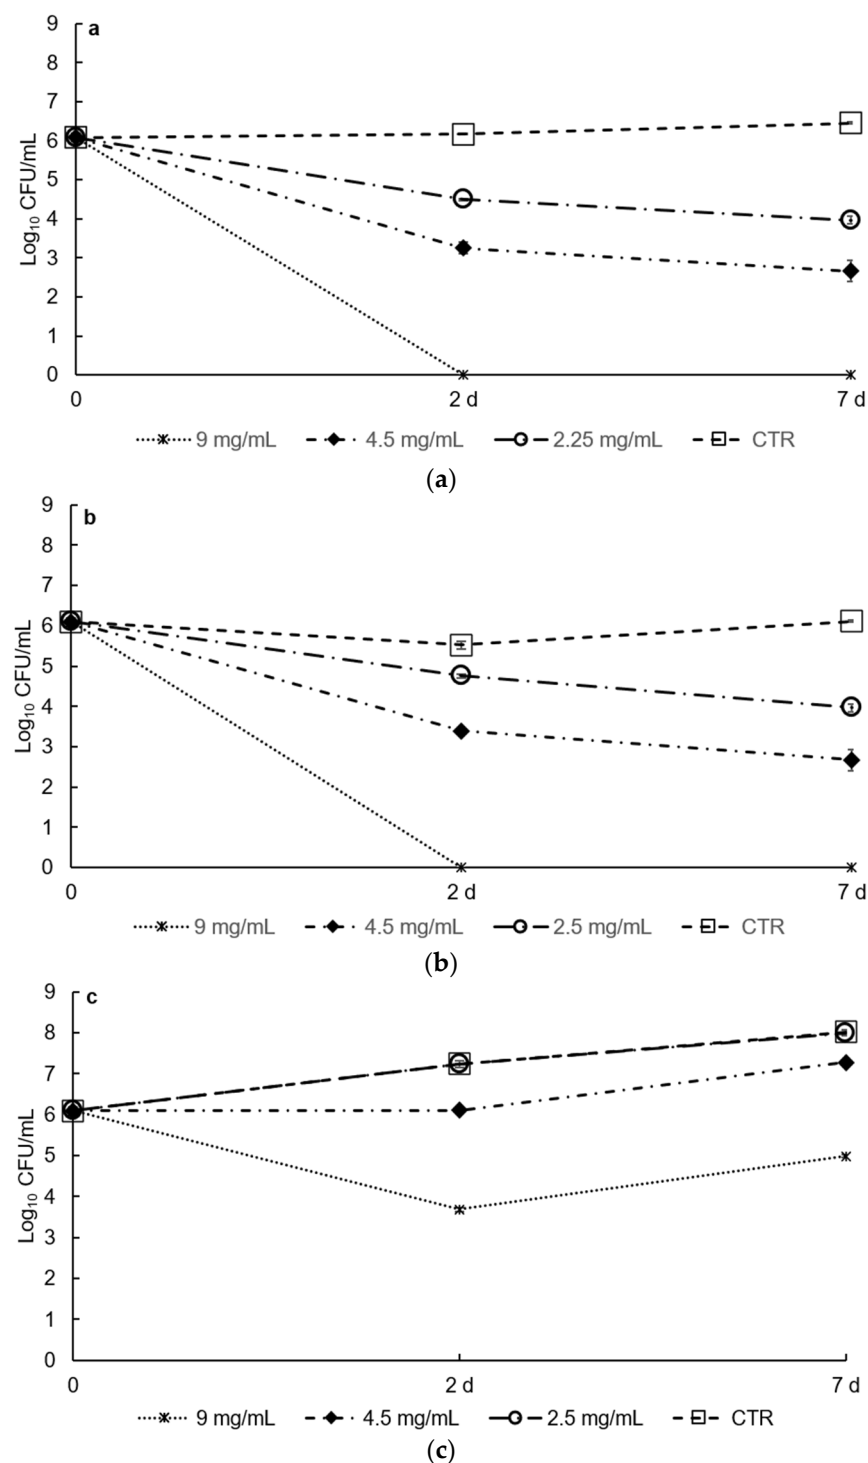 a
9
8
7
6
5
4
3
2
1
0
Log10 CFU/mL
0 2 d 7 d
9 mg/mL 4.5 mg/mL 2.25 mg/mL CTR
(a)
b
9
8
7
6
5
4
3
2
1
0
Log10 CFU/mL
0 2 d 7 d
9 mg/mL 4.5 mg/mL 2.5 mg/mL CTR
(b)
c
9
8
7
6
5
4
3
2
1
0
Log10 CFU/mL
0 2 d 7 d
9 mg/mL 4.5 mg/mL 2.5 mg/mL CTR
(c)